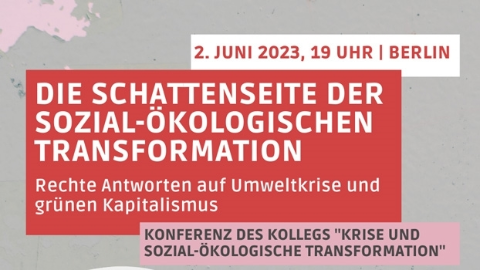 2. JUNI 2023, 19 UHR | BERLIN
DIE SCHATTENSEITE DER
SOZIAL-ÖKOLOGISCHEN
TRANSFORMATION
Rechte Antworten auf Umweltkrise und
grünen Kapitalismus
KONFERENZ DES KOLLEGS "KRISE UND
SOZIAL-ÖKOLOGISCHE TRANSFORMATION"